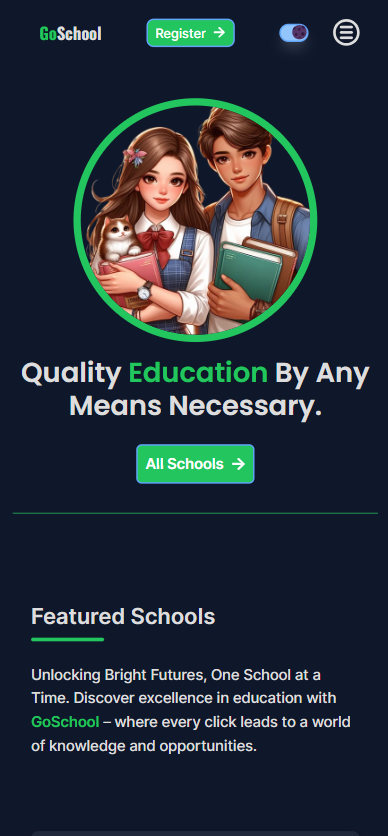 GoSchool
Register →
Quality Education By Any
Means Necessary.
All Schools →
Featured Schools
Unlocking Bright Futures, One School at a
Time. Discover excellence in education with
GoSchool – where every click leads to a world
of knowledge and opportunities.